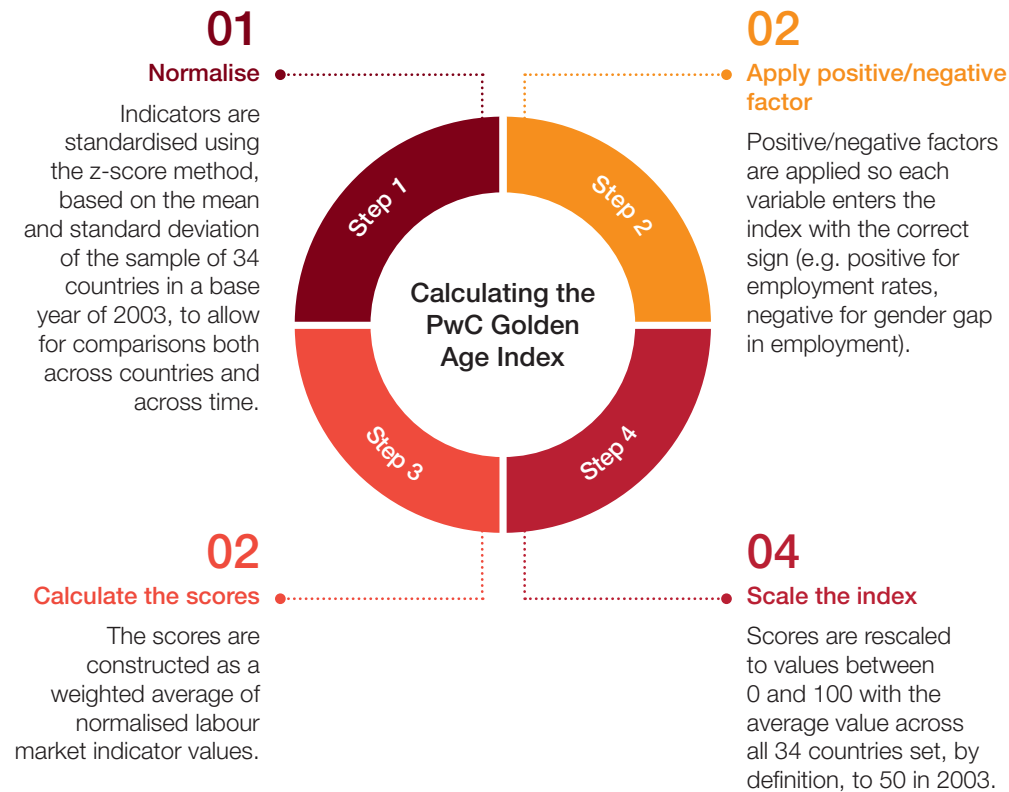 01
Normalise
Indicators are
standardised using
the z-score method,
based on the mean
and standard deviation
of the sample of 34
countries in a base
year of 2003, to allow
for comparisons both
across countries and
across time.
02
Apply positive/negative
factor
Positive/negative factors
are applied so each
variable enters the
index with the correct
sign (e.g. positive for
employment rates,
negative for gender gap
in employment).
Step 1
Step 2
Calculating the
PwC Golden
Age Index
Step 3
Step 4
02
Calculate the scores
The scores are
constructed as a
weighted average of
normalised labour
market indicator values.
04
Scale the index
Scores are rescaled
to values between
0 and 100 with the
average value across
all 34 countries set, by
definition, to 50 in 2003.